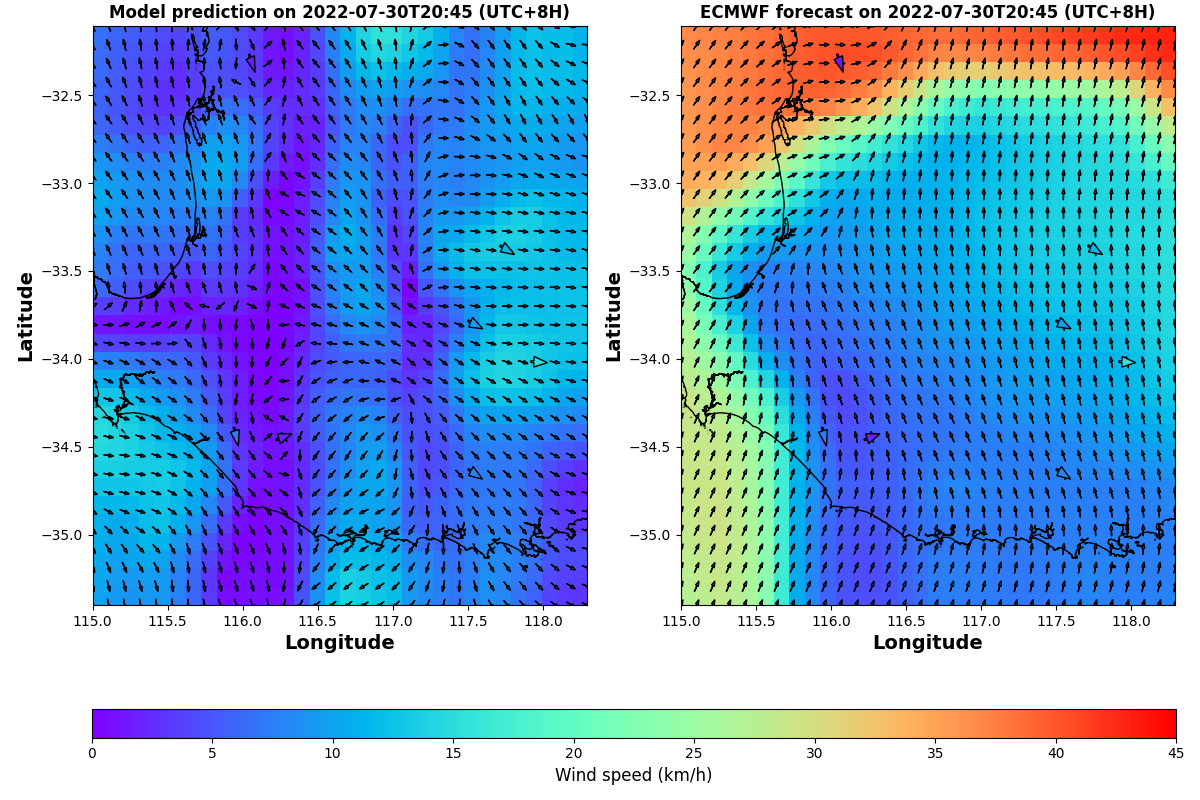 Model prediction on 2022-07-30T20:45 (UTC+8H)
ECMWF forecast on 2022-07-30T20:45 (UTC+8H)
−32.5
−32.5
−33.0
−33.0
−33.5
−33.5
Latitude
Latitude
−34.0
−34.0
−34.5
−34.5
−35.0
−35.0
115.0 115.5 116.0 116.5 117.0 117.5 118.0
115.0 115.5 116.0 116.5 117.0 117.5 118.0
Longitude
Longitude
0 5 10 15 20 25 30 35 40 45
Wind speed (km/h)